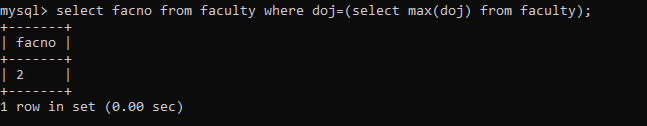 mysql> select facno from faculty where doj=(select max(doj) from faculty);
+-------+
| facno |
+-------+
| 2     |
+-------+
1 row in set (0.00 sec)